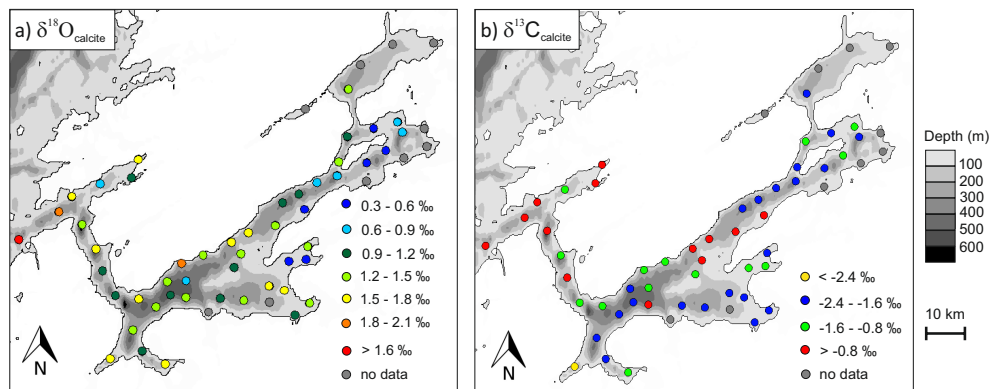 a) δ18Ocalcite
0.3 - 0.6 ‰
0.6 - 0.9 ‰
0.9 - 1.2 ‰
1.2 - 1.5 ‰
1.5 - 1.8 ‰
1.8 - 2.1 ‰
> 1.6 ‰
no data
N
b) δ13Ccalcite
< -2.4 ‰
-2.4 - -1.6 ‰
-1.6 - -0.8 ‰
> -0.8 ‰
no data
N
Depth (m)
100
200
300
400
500
600
10 km